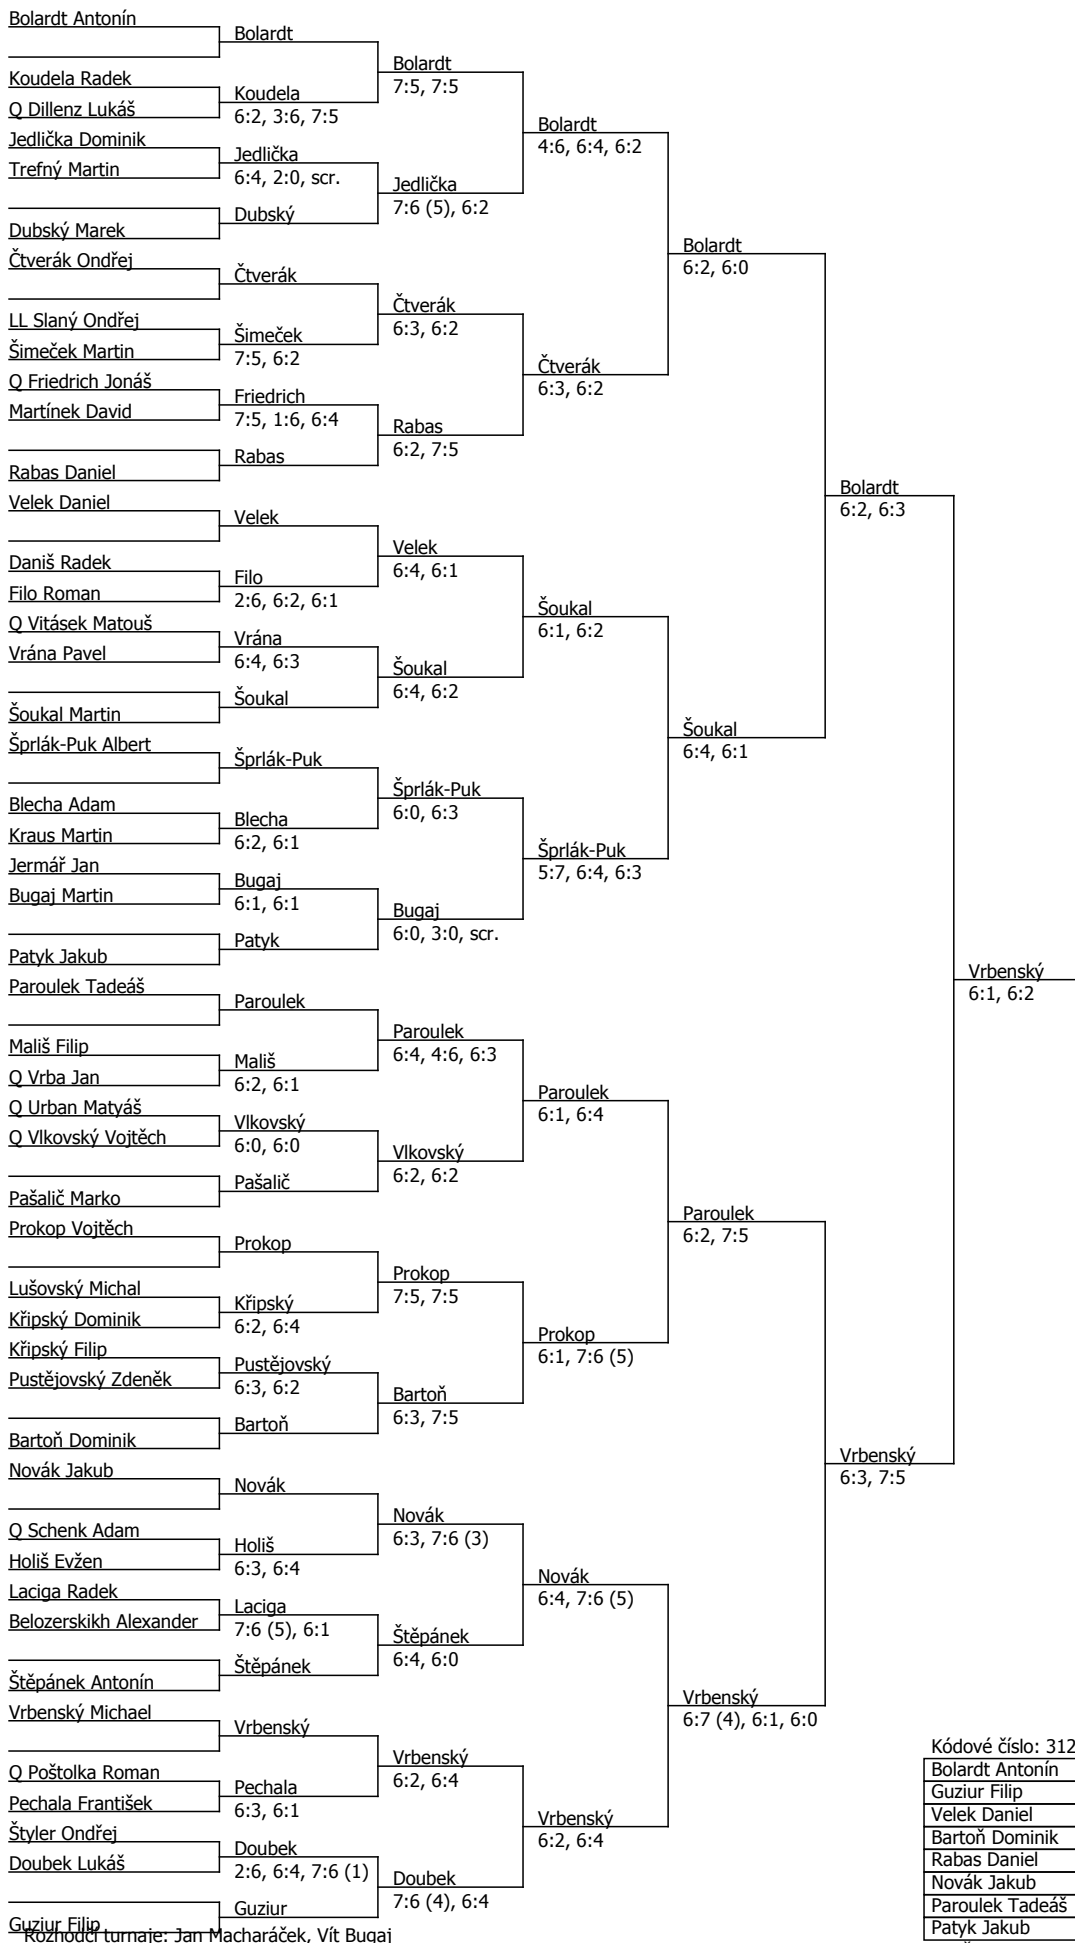 Bolardt Antonín
Koudela Radek
Q Dillenz Lukáš
Jedlička Dominik
Trefný Martin
Dubský Marek
Čtverák Ondřej
LL Slaný Ondřej
Šimeček Martin
Q Friedrich Jonáš
Martínek David
Rabas Daniel
Velek Daniel
Daniš Radek
Filo Roman
Q Vitásek Matouš
Vrána Pavel
Šoukal Martin
Šprlák-Puk Albert
Blecha Adam
Kraus Martin
Jermář Jan
Bugaj Martin
Patyk Jakub
Paroulek Tadeáš
Mališ Filip
Q Vrba Jan
Q Urban Matyáš
Q Vlkovský Vojtěch
Pašalič Marko
Prokop Vojtěch
Lušovský Michal
Křipský Dominik
Křipský Filip
Pustějovský Zdeněk
Bartoň Dominik
Novák Jakub
Q Schenk Adam
Holiš Evžen
Laciga Radek
Belozerskikh Alexander
Štěpánek Antonín
Vrbenský Michael
Q Poštolka Roman
Pechala František
Štyler Ondřej
Doubek Lukáš
Guziur Filip
Bolardt
Koudela
6:2, 3:6, 7:5
Jedlička
6:4, 2:0, scr.
Dubský
Čtverák
Šimeček
7:5, 6:2
Friedrich
7:5, 1:6, 6:4
Rabas
Velek
Filo
2:6, 6:2, 6:1
Vrána
6:4, 6:3
Šoukal
Šprlák-Puk
Blecha
6:2, 6:1
Bugaj
6:1, 6:1
Patyk
Paroulek
Mališ
6:2, 6:1
Vlkovský
6:0, 6:0
Pašalič
Prokop
Křipský
6:2, 6:4
Pustějovský
6:3, 6:2
Bartoň
Novák
Holiš
6:3, 6:4
Laciga
7:6 (5), 6:1
Štěpánek
Vrbenský
Pechala
6:3, 6:1
Doubek
2:6, 6:4, 7:6 (1)
Guziur
Bolardt
7:5, 7:5
Jedlička
7:6 (5), 6:2
Čtverák
6:3, 6:2
Rabas
6:2, 7:5
Velek
6:4, 6:1
Šoukal
6:4, 6:2
Šprlák-Puk
6:0, 6:3
Bugaj
6:0, 3:0, scr.
Paroulek
6:4, 4:6, 6:3
Vlkovský
6:2, 6:2
Prokop
7:5, 7:5
Bartoň
6:3, 7:5
Novák
6:3, 7:6 (3)
Štěpánek
6:4, 6:0
Vrbenský
6:2, 6:4
Doubek
7:6 (4), 6:4
Bolardt
4:6, 6:4, 6:2
Čtverák
6:3, 6:2
Šoukal
6:1, 6:2
Šprlák-Puk
5:7, 6:4, 6:3
Paroulek
6:1, 6:4
Prokop
6:1, 7:6 (5)
Novák
6:4, 7:6 (5)
Vrbenský
6:2, 6:4
Bolardt
6:2, 6:0
Šoukal
6:4, 6:1
Paroulek
6:2, 7:5
Vrbenský
6:7 (4), 6:1, 6:0
Bolardt
6:2, 6:3
Vrbenský
6:3, 7:5
Vrbenský
6:1, 6:2
Rozhodčí turnaje: Jan Macharáček, Vít Bugaj
Kódové číslo: 312
Bolardt Antonín
Guziur Filip
Velek Daniel
Bartoň Dominik
Rabas Daniel
Novák Jakub
Paroulek Tadeáš
Patyk Jakub